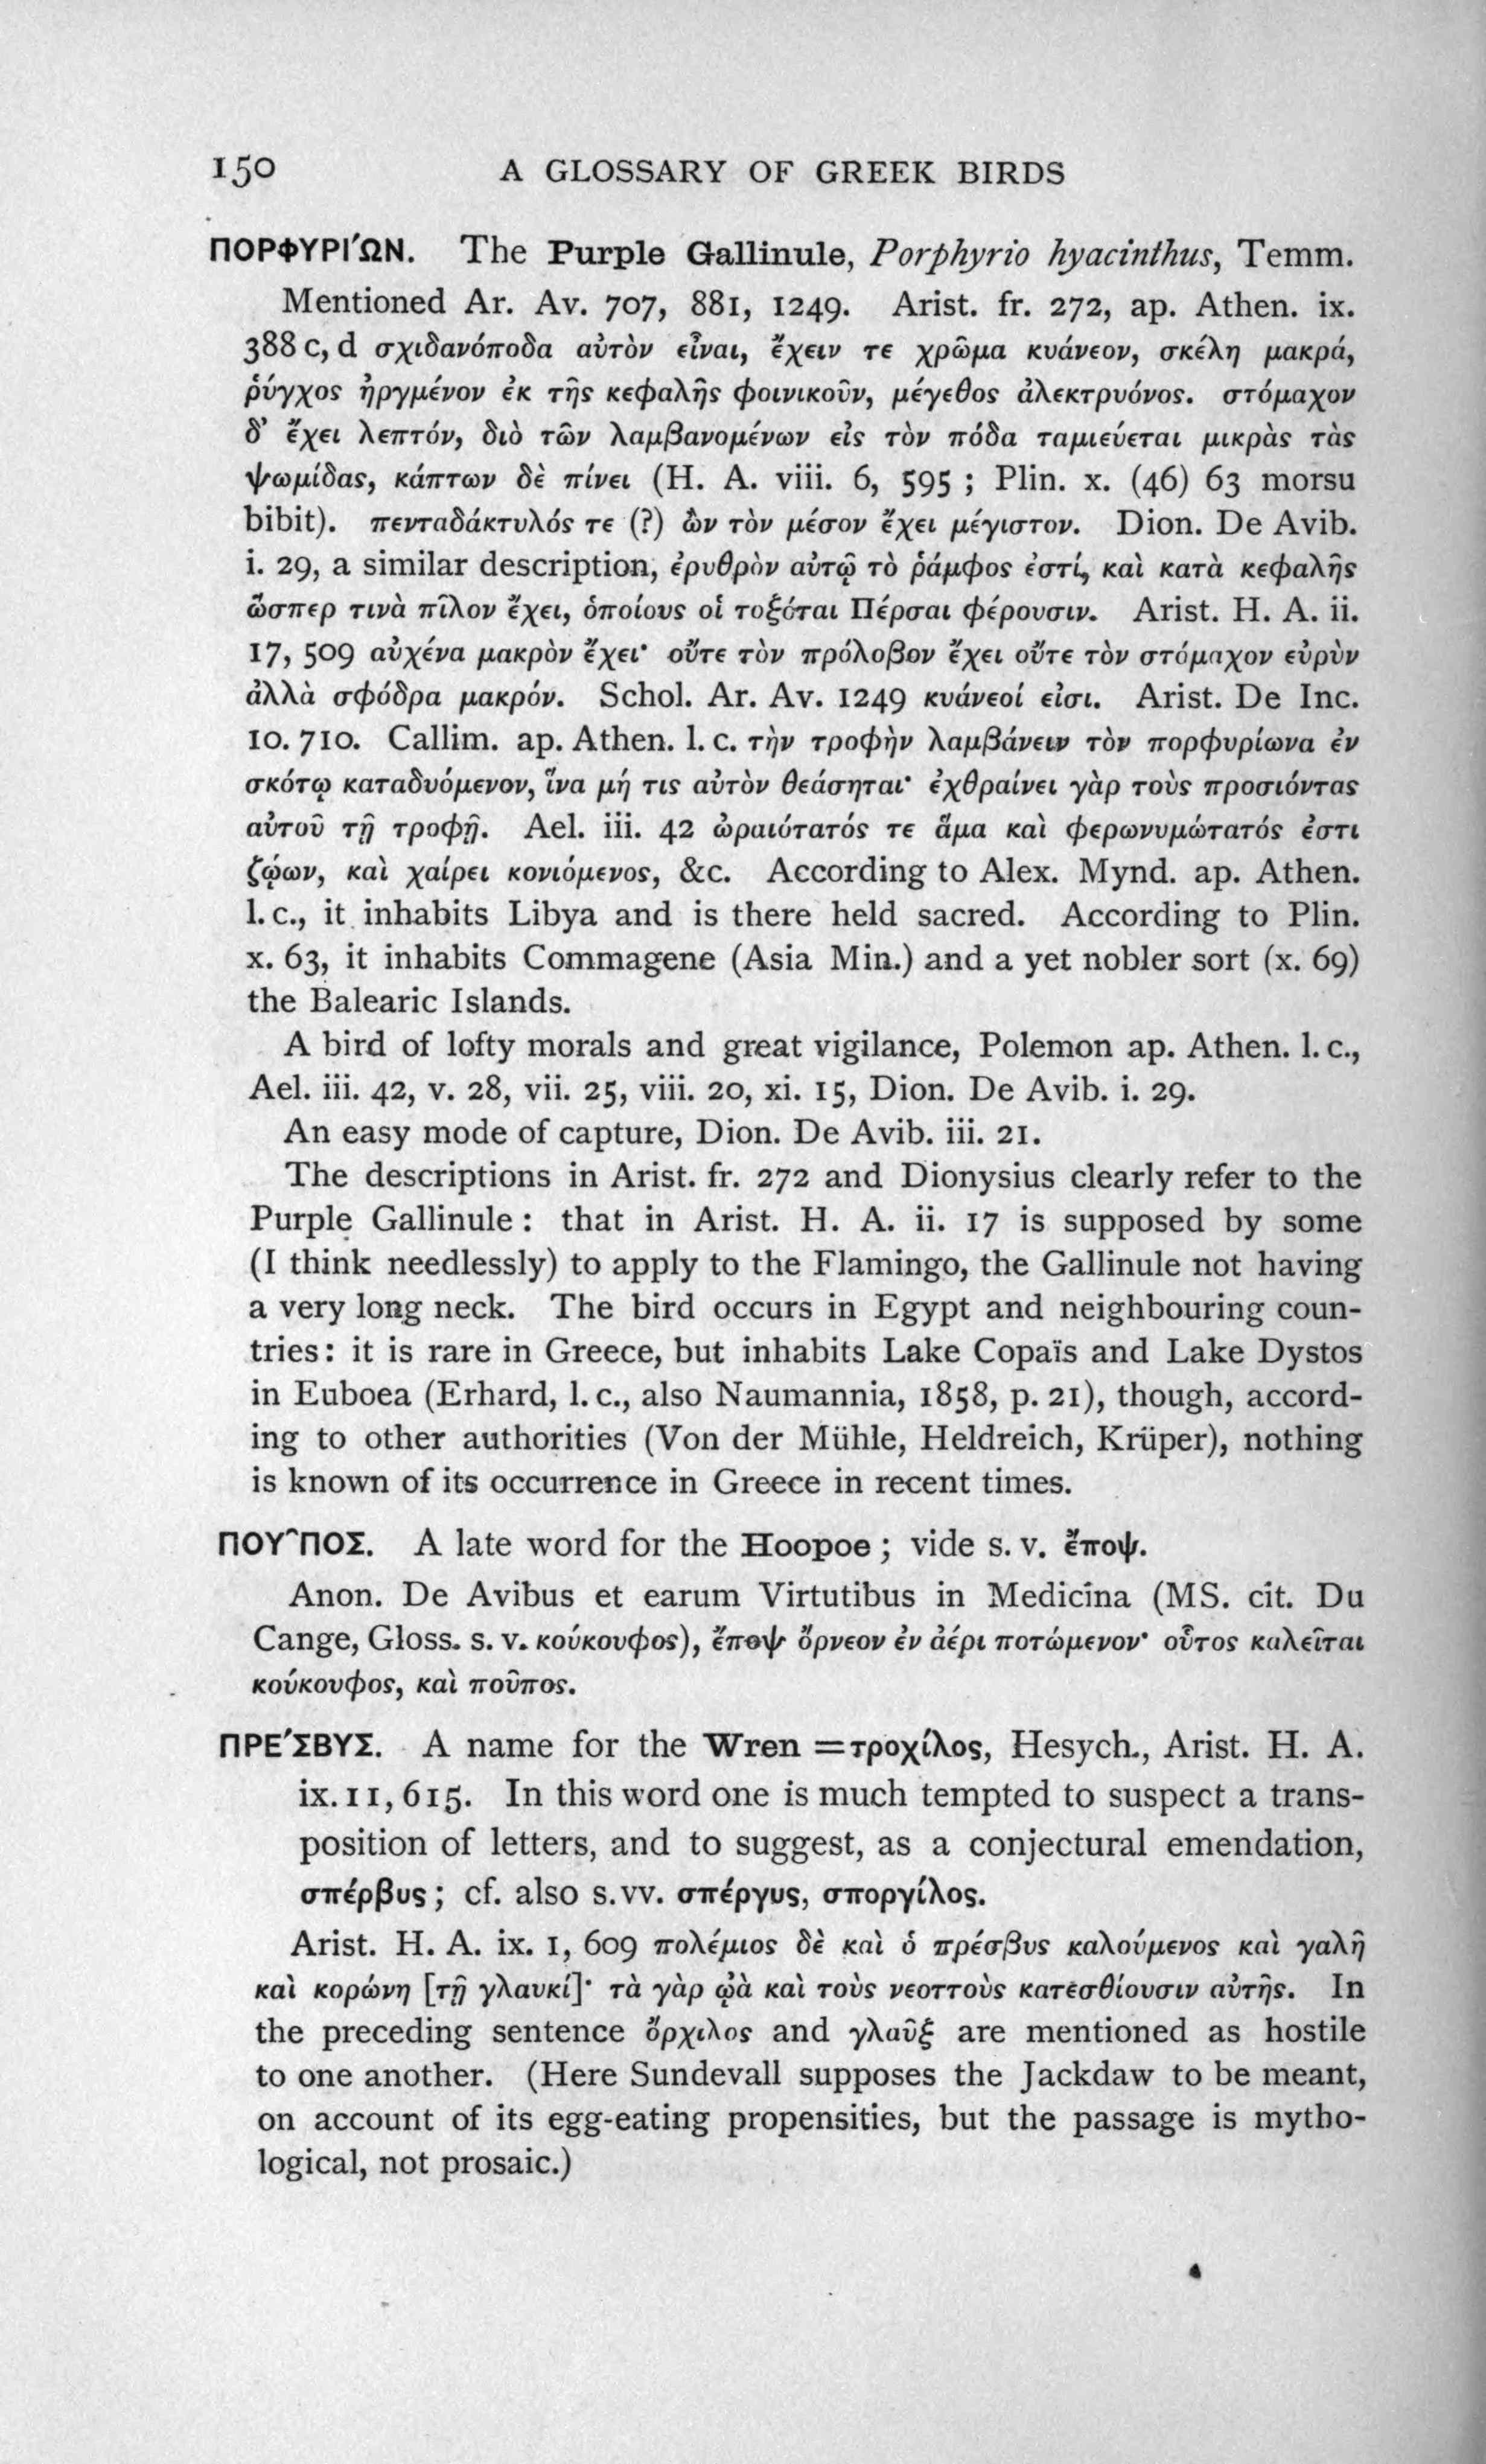 150 A GLOSSARY OF GREEK BIRDS
ΠΟΡΦΥΡΙ´ΩΝ. The Purple Gallinule, Porphyrio hyacinthus, Temm.
Mentioned Ar. Av. 707, 881, 1249. Arist. fr. 272, ap. Athen. ix.
388 c, d σχιδανόποδα αὐτὸν εἶναι, ἔχειν τε χρῶμα κυάνεον, σκέλη μακρά,
ῥύγχος ἠργμένον ἐκ τῆς κεφαλῆς φοινικοῦν, μέγεθος ἀλεκτρυόνος. στόμαχον
δ’ ἔχει λεπτόν, διὸ τῶν λαμβανομένων εἰς τὸν πόδα ταμιεύεται μικρὰς τὰς
ψωμίδας, κάπτων δὲ πίνει (H. A. viii. 6, 595 ; Plin. x. (46) 63 morsu
bibit). πενταδάκτυλός τε (?) ὢν τὸν μέσον ἔχει μέγιστον. Dion. De Avib.
i. 29, a similar description, ἐρυθρὸν αὐτῷ τὸ ῥάμφος ἐστί, καὶ κατὰ κεφαλῆς
ὥσπερ τινὰ πῖλον ἔχει, ὁποίους οἱ τοξόται Πέρσαι φέρουσιν. Arist. H. A. ii.
17, 509 αὐχένα μακρὸν ἔχει· οὔτε τὸν πρόλοβον ἔχει οὔτε τὸν στόμαχον εὐρὺν
ἀλλὰ σφόδρα μακρόν. Schol. Ar. Av. 1249 κυάνεοί εἰσι. Arist. De Inc.
10. 710. Callim. ap. Athen. l. c. τὴν τροφὴν λαμβάνειν τὸν πορφυρίωνα ἐν
σκότῳ καταδυόμενον, ἵνα μή τις αὐτὸν θεάσηται· ἐχθραίνει γὰρ τοὺς προσιόντας
αὐτοῦ τῇ τροφῇ. Ael. iii. 42 ὡραιότατός τε ἅμα καὶ φερωνυμώτατός ἐστι
ζῴων, καὶ χαίρει κονιόμενος, &c. According to Alex. Mynd. ap. Athen.
l. c., it inhabits Libya and is there held sacred. According to Plin.
x. 63, it inhabits Commagene (Asia Min.) and a yet nobler sort (x. 69)
the Balearic Islands.
A bird of lofty morals and great vigilance, Polemon ap. Athen. l. c.,
Ael. iii. 42, v. 28, vii. 25, viii. 20, xi. 15, Dion. De Avib. i. 29.
An easy mode of capture, Dion. De Avib. iii. 21.
The descriptions in Arist. fr. 272 and Dionysius clearly refer to the
Purple Gallinule : that in Arist. H. A. ii. 17 is supposed by some
(I think needlessly) to apply to the Flamingo, the Gallinule not having
a very long neck. The bird occurs in Egypt and neighbouring coun-
tries : it is rare in Greece, but inhabits Lake Copaïs and Lake Dystos
in Euboea (Erhard, l. c., also Naumannia, 1858, p. 21), though, accord-
ing to other authorities (Von der Mühle, Heldreich, Krüper), nothing
is known of its occurrence in Greece in recent times.
ΠΟΥ῀ΠΟΣ. A late word for the Hoopoe ; vide s. v. ἔποψ.
Anon. De Avibus et earum Virtutibus in Medicina (MS. cit. Du
Cange, Gloss. s. v. κούκουφος), ἔποψ ὄρνεον ἐν ἀέρι ποτώμενον· οὗτος καλεῖται
κούκουφος, καὶ ποῦπος.
ΠΡΕ´ΣΒΥΣ. A name for the Wren = τροχίλος, Hesych., Arist. H. A.
ix. 11, 615. In this word one is much tempted to suspect a trans-
position of letters, and to suggest, as a conjectural emendation,
σπέρβυς ; cf. also s. vv. σπέργυς, σποργίλος.
Arist. H. A. ix. 1, 609 πολέμιος δὲ καὶ ὁ πρέσβυς καλούμενος καὶ γαλῆ
καὶ κορώνη [τῇ γλαυκί]· τὰ γὰρ ᾠὰ καὶ τοὺς νεοττοὺς κατεσθίουσιν αὐτῆς. In
the preceding sentence ὄρχιλος and γλαῦξ are mentioned as hostile
to one another. (Here Sundevall supposes the Jackdaw to be meant,
on account of its egg-eating propensities, but the passage is mytho-
logical, not prosaic.)